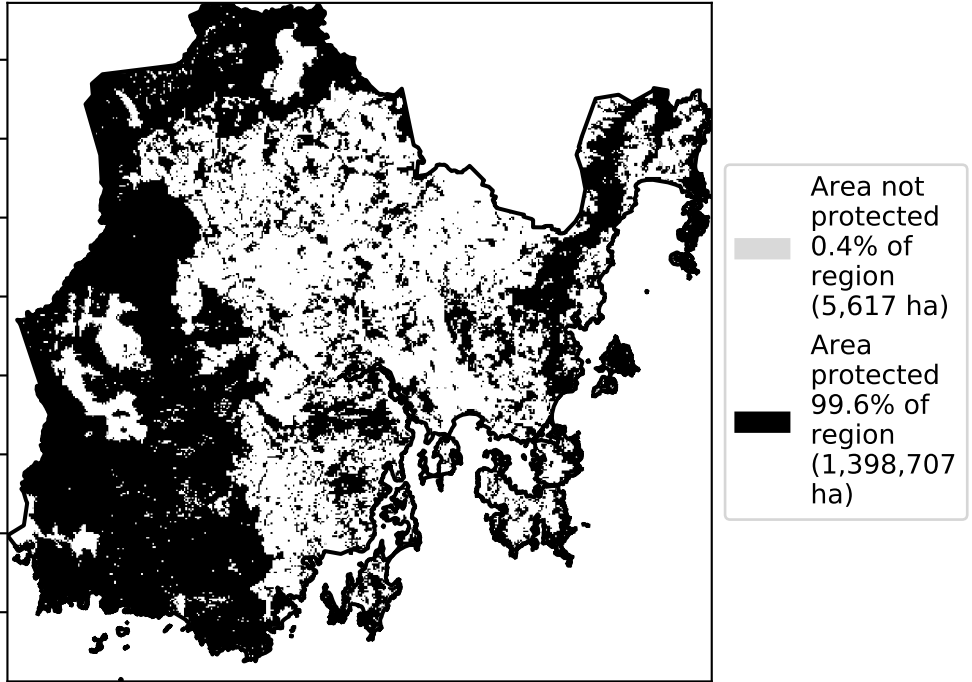 Area not
protected
0.4% of
region
(5,617 ha)
Area
protected
99.6% of
region
(1,398,707
ha)